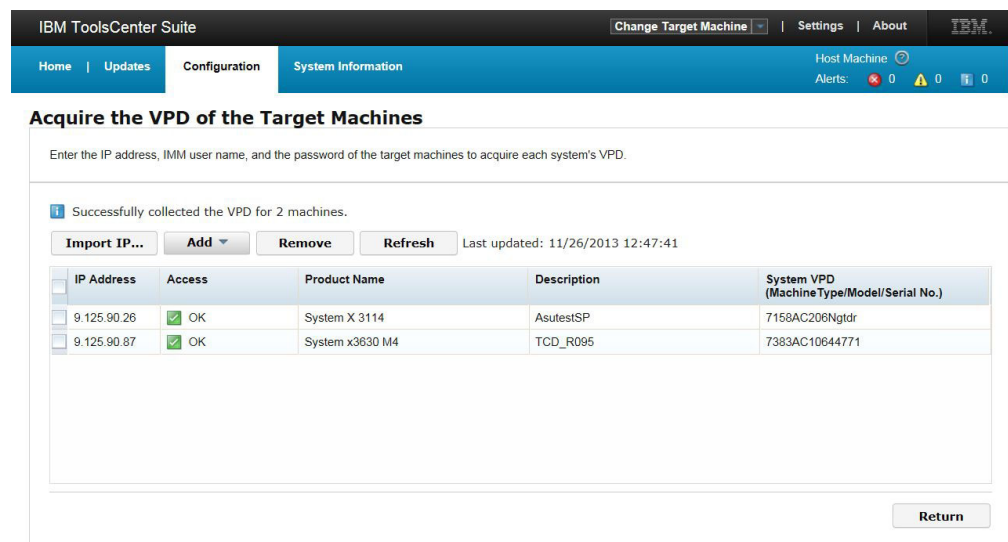 IBM ToolsCenter Suite
Change Target Machine | Settings | About IBM.
Home | Updates Configuration System Information
Host Machine ?
Alerts: 0 0 0
Acquire the VPD of the Target Machines
Enter the IP address, IMM user name, and the password of the target machines to acquire each system's VPD.
Successfully collected the VPD for 2 machines.
Import IP... Add Remove Refresh Last updated: 11/26/2013 12:47:41
IP Address Access Product Name Description System VPD
(MachineType/Model/Serial No.)
9.125.90.26 OK System X 3114 AsutestSP 7158AC206Ngtdr
9.125.90.87 OK System x3630 M4 TCD_R095 7383AC10644771
Return